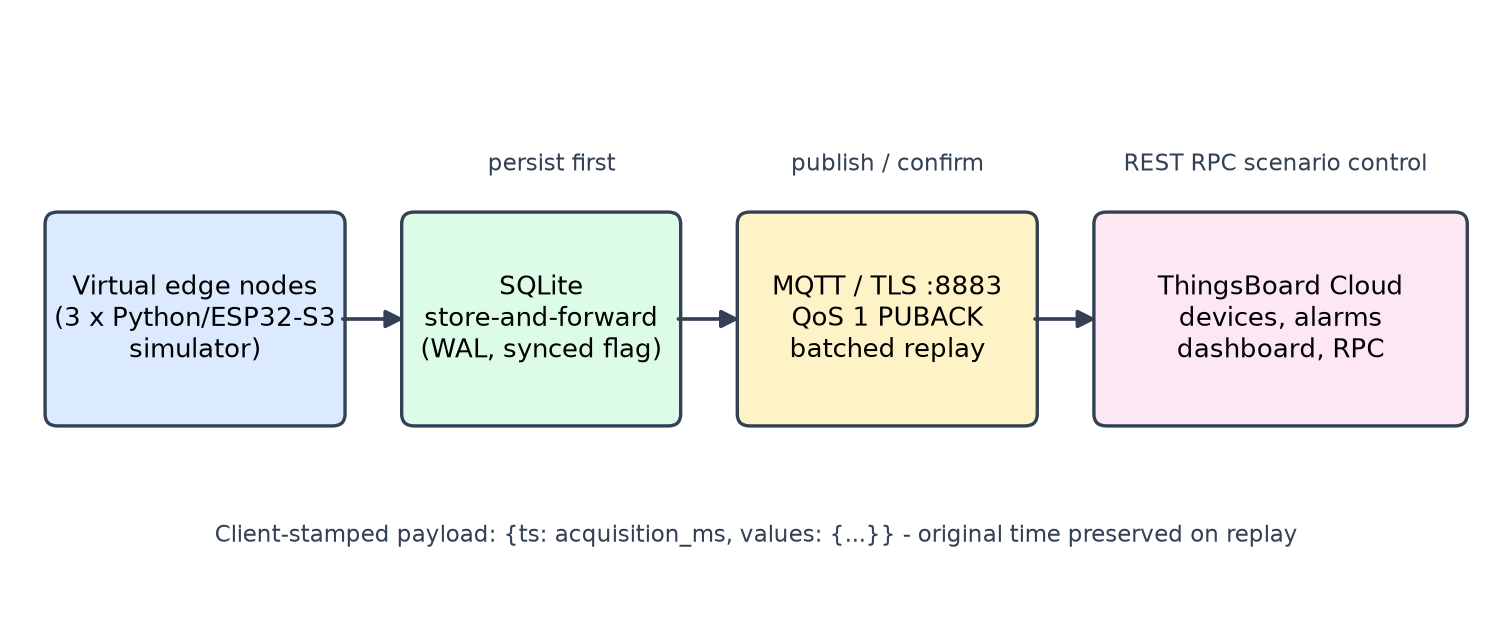 persist first
publish / confirm
REST RPC scenario control
Virtual edge nodes
(3 x Python/ESP32-S3
simulator)
SQLite
store-and-forward
(WAL, synced flag)
MQTT / TLS :8883
QoS 1 PUBACK
batched replay
ThingsBoard Cloud
devices, alarms
dashboard, RPC
Client-stamped payload: {ts: acquisition_ms, values: {...}} - original time preserved on replay